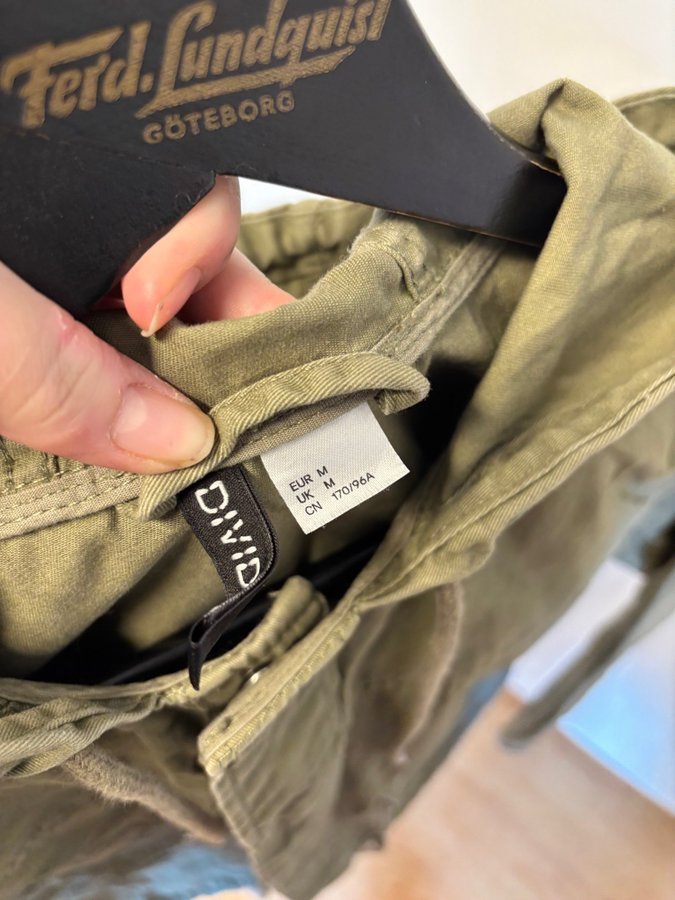 Ferd. Lundquist
GÖTEBORG
EUR M
UK M
CN 170/96A
DIVID